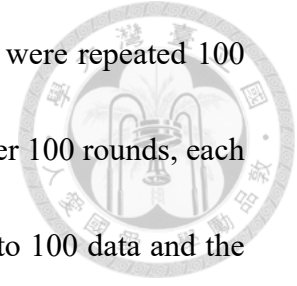 were repeated 100
er 100 rounds, each
to 100 data and the